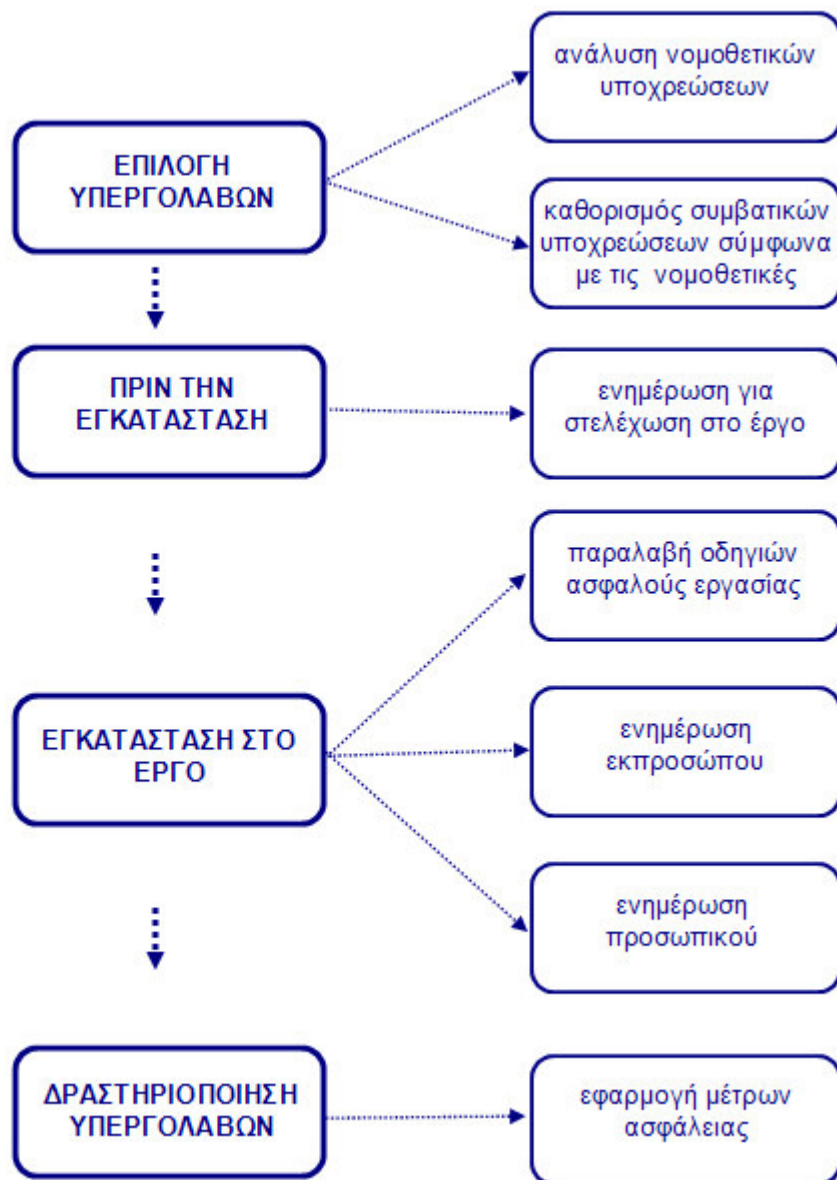 ανάλυση νομοθετικών
υποχρεώσεων
ΕΠΙΛΟΓΗ
ΥΠΕΡΓΟΛΑΒΩΝ
καθορισμός συμβατικών
υποχρεώσεων σύμφωνα
με τις νομοθετικές
ΠΡΙΝ ΤΗΝ
ΕΓΚΑΤΑΣΤΑΣΗ
ενημέρωση για
στελέχωση στο έργο
παραλαβή οδηγιών
ασφαλούς εργασίας
ΕΓΚΑΤΑΣΤΑΣΗ ΣΤΟ
ΕΡΓΟ
ενημέρωση
εκπροσώπου
ενημέρωση
προσωπικού
ΔΡΑΣΤΗΡΙΟΠΟΙΗΣΗ
ΥΠΕΡΓΟΛΑΒΩΝ
εφαρμογή μέτρων
ασφάλειας